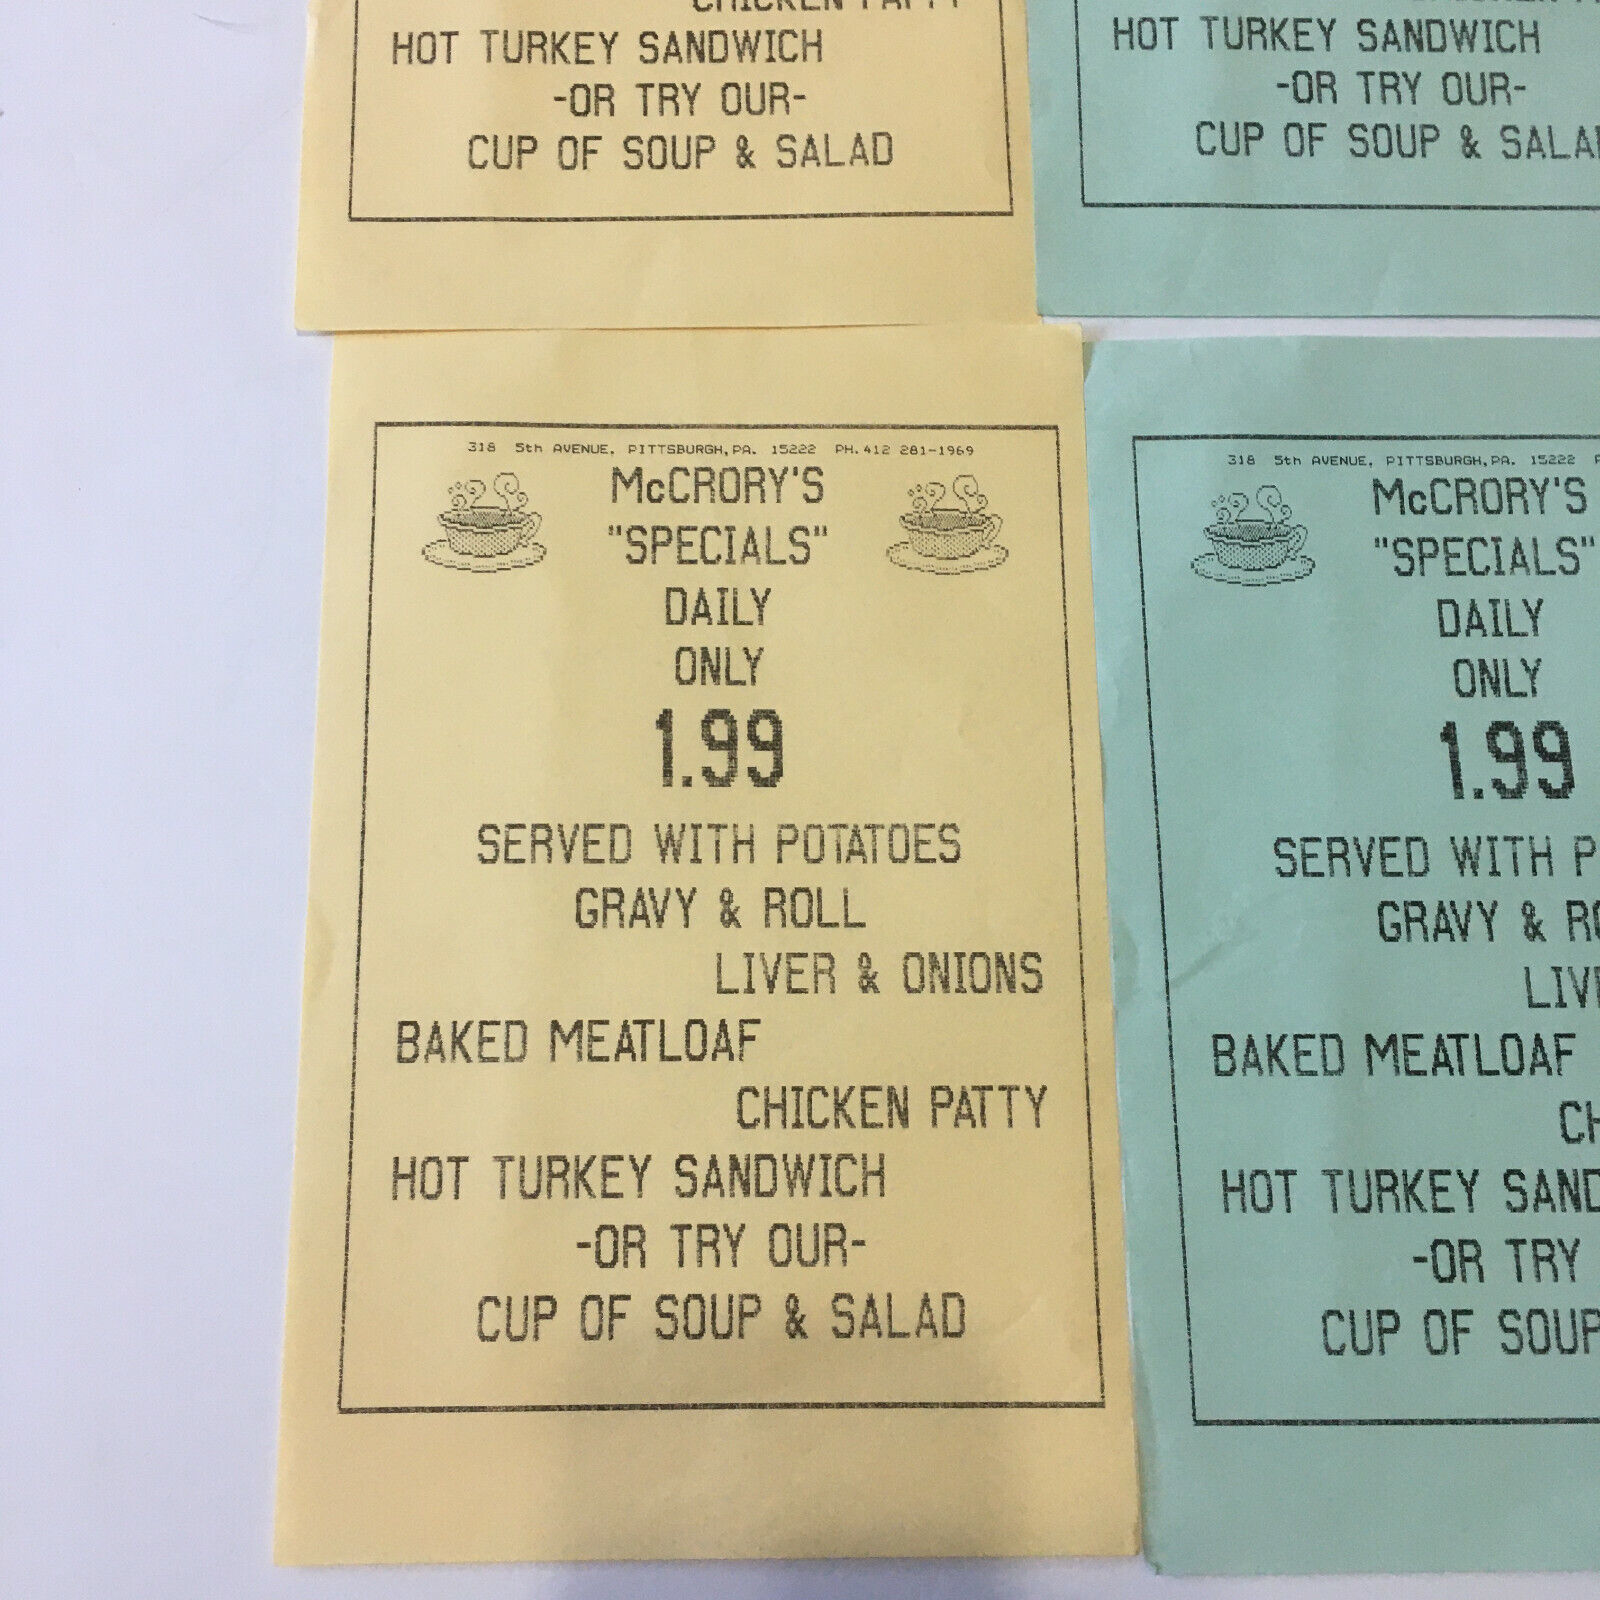 CHICKEN PATTY
HOT TURKEY SANDWICH
-OR TRY OUR-
CUP OF SOUP & SALAD
HOT TURKEY SANDWICH
-OR TRY OUR-
CUP OF SOUP & SALA
318 5th AVENUE, PITTSBURGH, PA. 15222 PH. 412 281-1969
McCRORY'S
"SPECIALS"
DAILY
ONLY
1.99
SERVED WITH POTATOES
GRAVY & ROLL
LIVER & ONIONS
BAKED MEATLOAF
CHICKEN PATTY
HOT TURKEY SANDWICH
-OR TRY OUR-
CUP OF SOUP & SALAD
318 5th AVENUE, PITTSBURGH, PA. 15222 P
McCRORY'S
"SPECIALS"
DAILY
ONLY
1.99
SERVED WITH P
GRAVY & RO
LIV
BAKED MEATLOAF
CH
HOT TURKEY SAND
-OR TRY
CUP OF SOUP